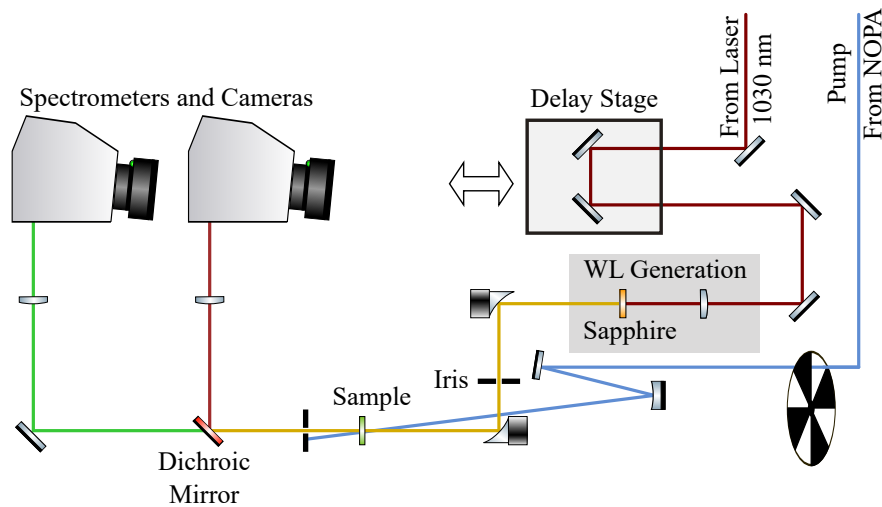 From Laser
1030 nm
Pump
From NOPA
Spectrometers and Cameras
Delay Stage
WL Generation
Sapphire
Iris
Sample
Dichroic
Mirror